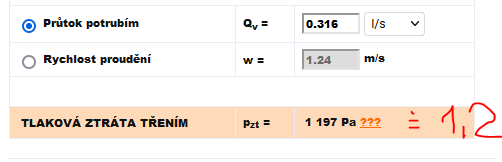 Průtok potrubím Qv = 0.316 l/s
Rychlost proudění w = 1.24 m/s
TLAKOVÁ ZTRÁTA TŘENÍM pzt = 1 197 Pa ??? ≐ 1,2